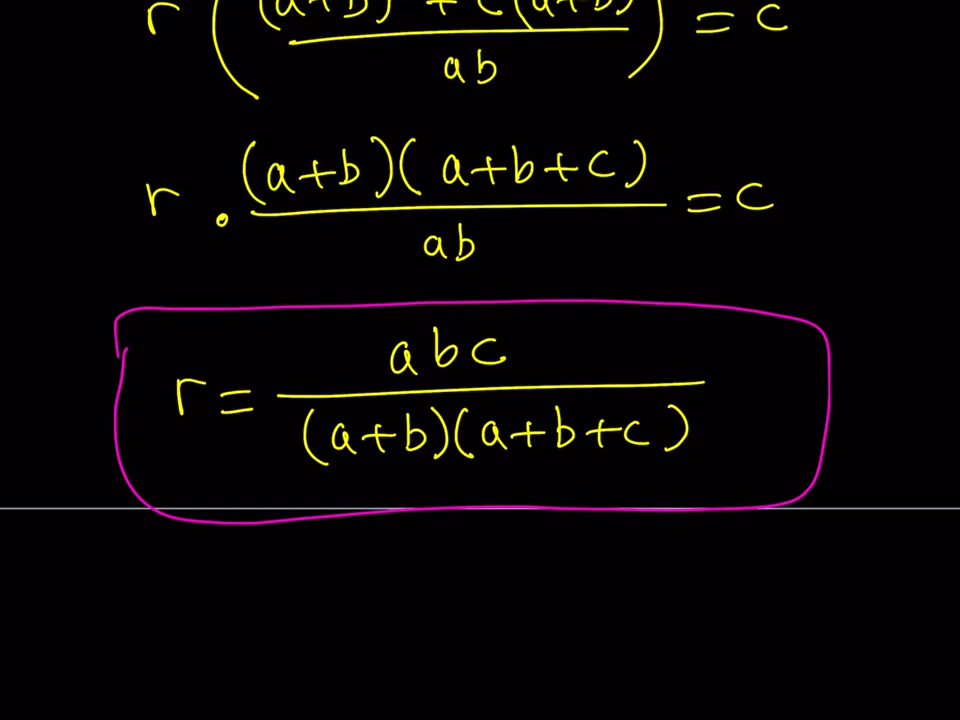 r ( (a+b) + c(a+b) / ab ) = c
r . (a+b)(a+b+c) / ab = c
r = abc / (a+b)(a+b+c)